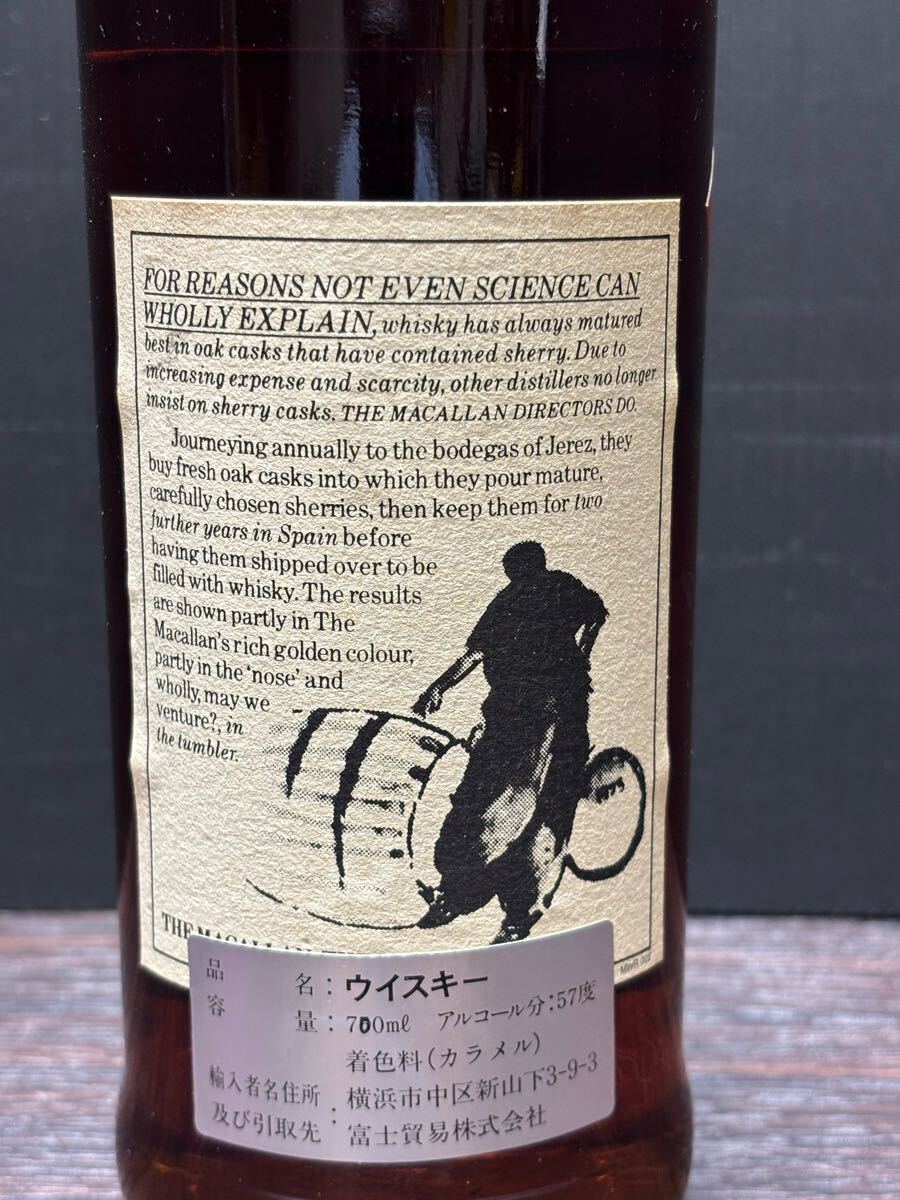 FOR REASONS NOT EVEN SCIENCE CAN
WHOLLY EXPLAIN, whisky has always matured
best in oak casks that have contained sherry. Due to
increasing expense and scarcity, other distillers no longer
insist on sherry casks. THE MACALLAN DIRECTORS DO.
Journeying annually to the bodegas of Jerez, they
buy fresh oak casks into which they pour mature,
carefully chosen sherries, then keep them for two
further years in Spain before
having them shipped over to be
filled with whisky. The results
are shown partly in The
Macallan's rich golden colour,
partly in the 'nose' and
wholly, may we
venture?, in
the tumbler.
THE MACALLAN
MWR 002
品名：ウイスキー
容量：700ml アルコール分：57度
着色料(カラメル)
輸入者名住所 横浜市中区新山下3-9-3
及び引取先：富士貿易株式会社